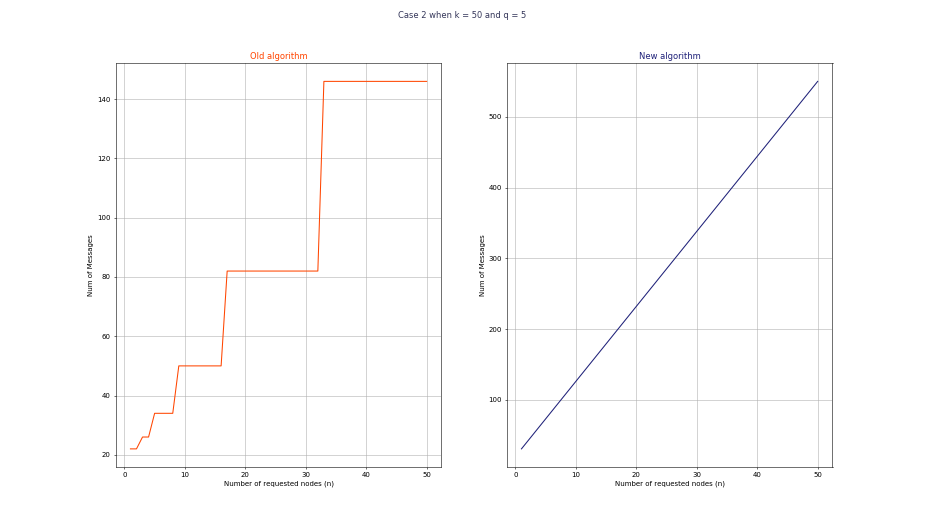 Case 2 when k = 50 and q = 5
Old algorithm
140
120
100
80
60
40
20
Num of Messages
0 10 20 30 40 50
Number of requested nodes (n)
New algorithm
500
400
300
200
100
Num of Messages
0 10 20 30 40 50
Number of requested nodes (n)